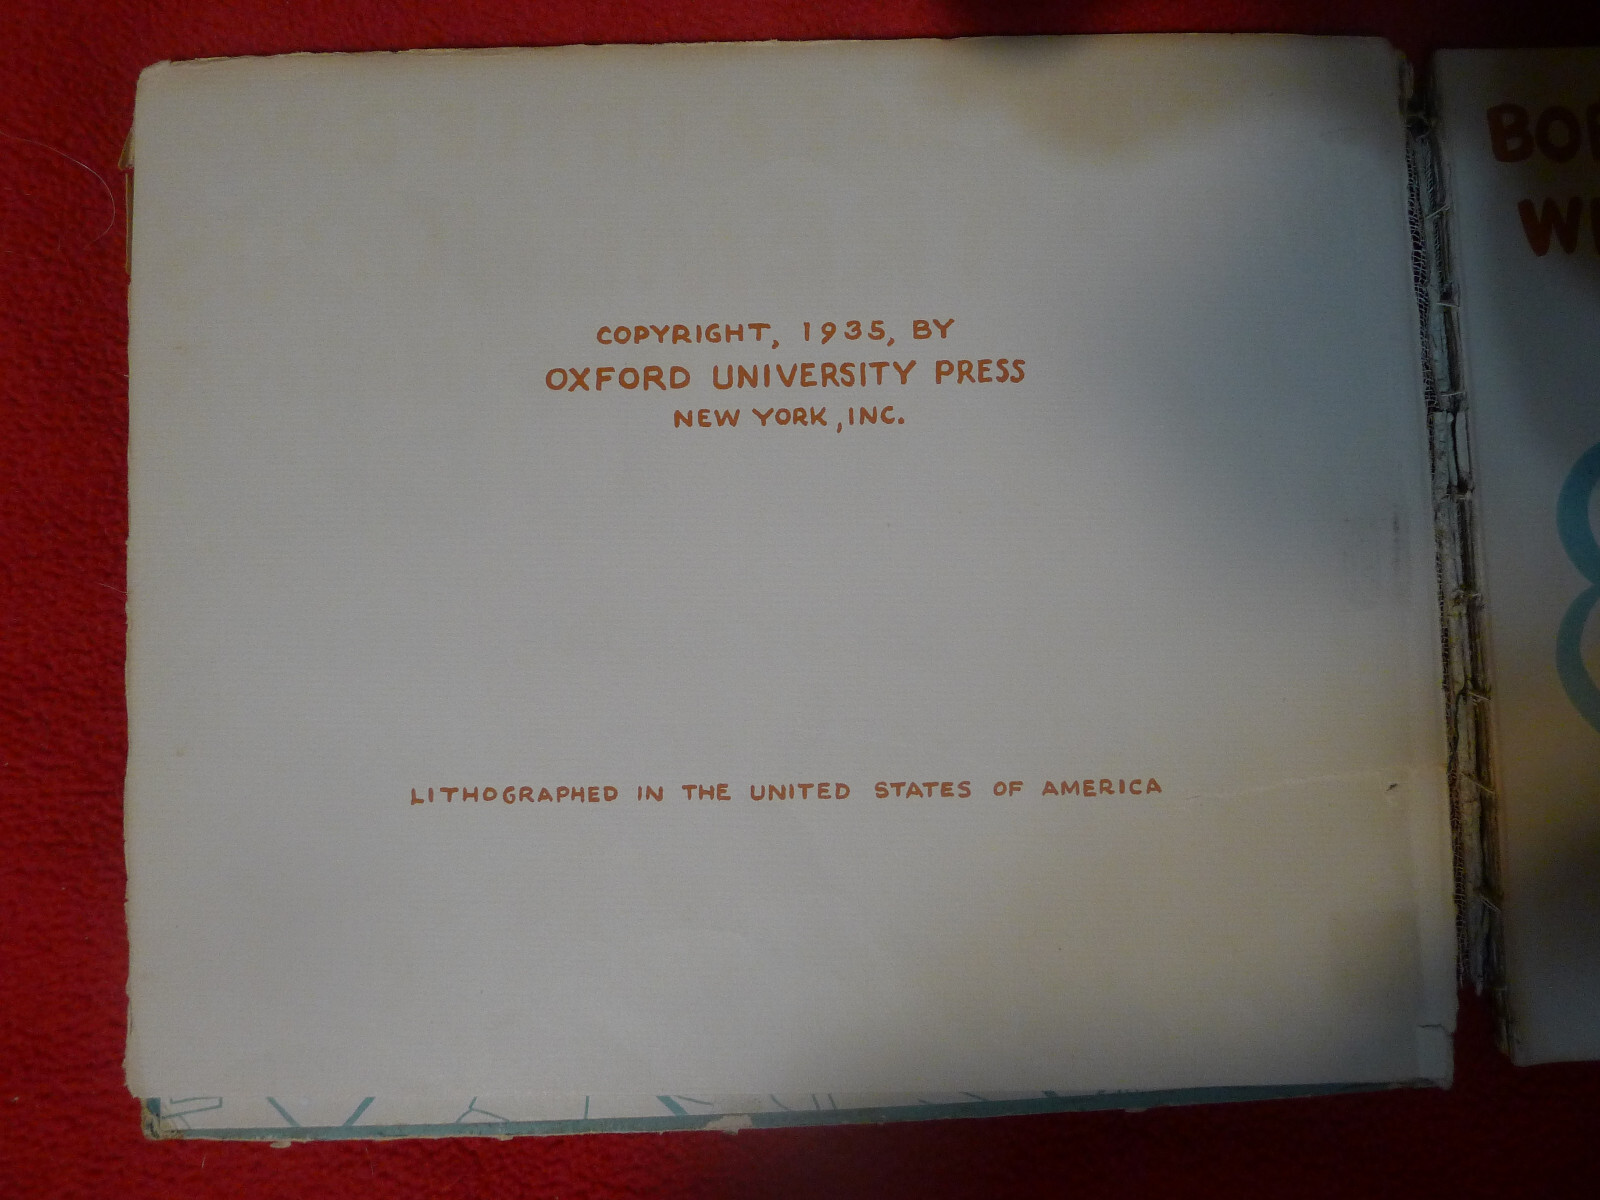 COPYRIGHT, 1935, BY
OXFORD UNIVERSITY PRESS
NEW YORK, INC.
LITHOGRAPHED IN THE UNITED STATES OF AMERICA